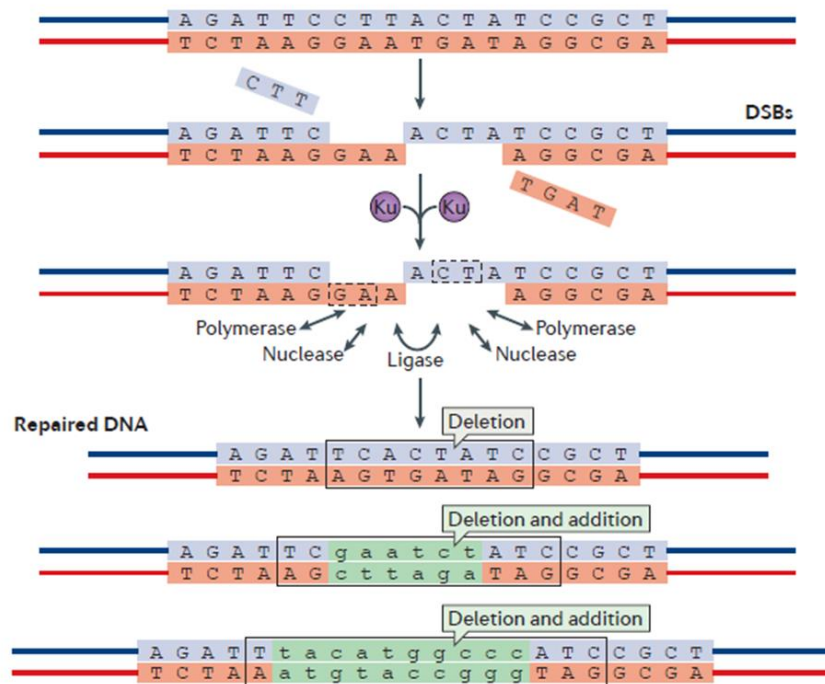 A G A T T C C T T A C T A T C C G C T
T C T A A G G A A T G A T A G G C G A
C T T
DSBs
A G A T T C A C T A T C C G C T
T C T A A G G A A A G G C G A
T G A T
Ku Ku
A G A T T C A C T A T C C G C T
T C T A A G G A A A G G C G A
Polymerase Polymerase
Nuclease Ligase Nuclease
Repaired DNA
Deletion
A G A T T C A C T A T C C G C T
T C T A A G T G A T A G G C G A
Deletion and addition
A G A T T C g a a t c t A T C C G C T
T C T A A G c t t a g a T A G G C G A
Deletion and addition
A G A T T t a c a t g g c c c A T C C G C T
T C T A A a t g t a c c g g g T A G G C G A